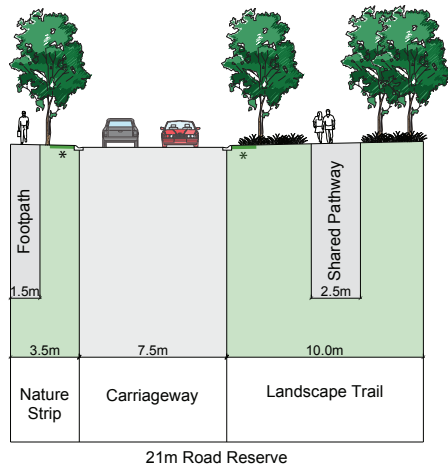 *
*
Footpath
Shared Pathway
1.5m
2.5m
3.5m
7.5m
10.0m
Nature
Strip
Carriageway
Landscape Trail
21m Road Reserve